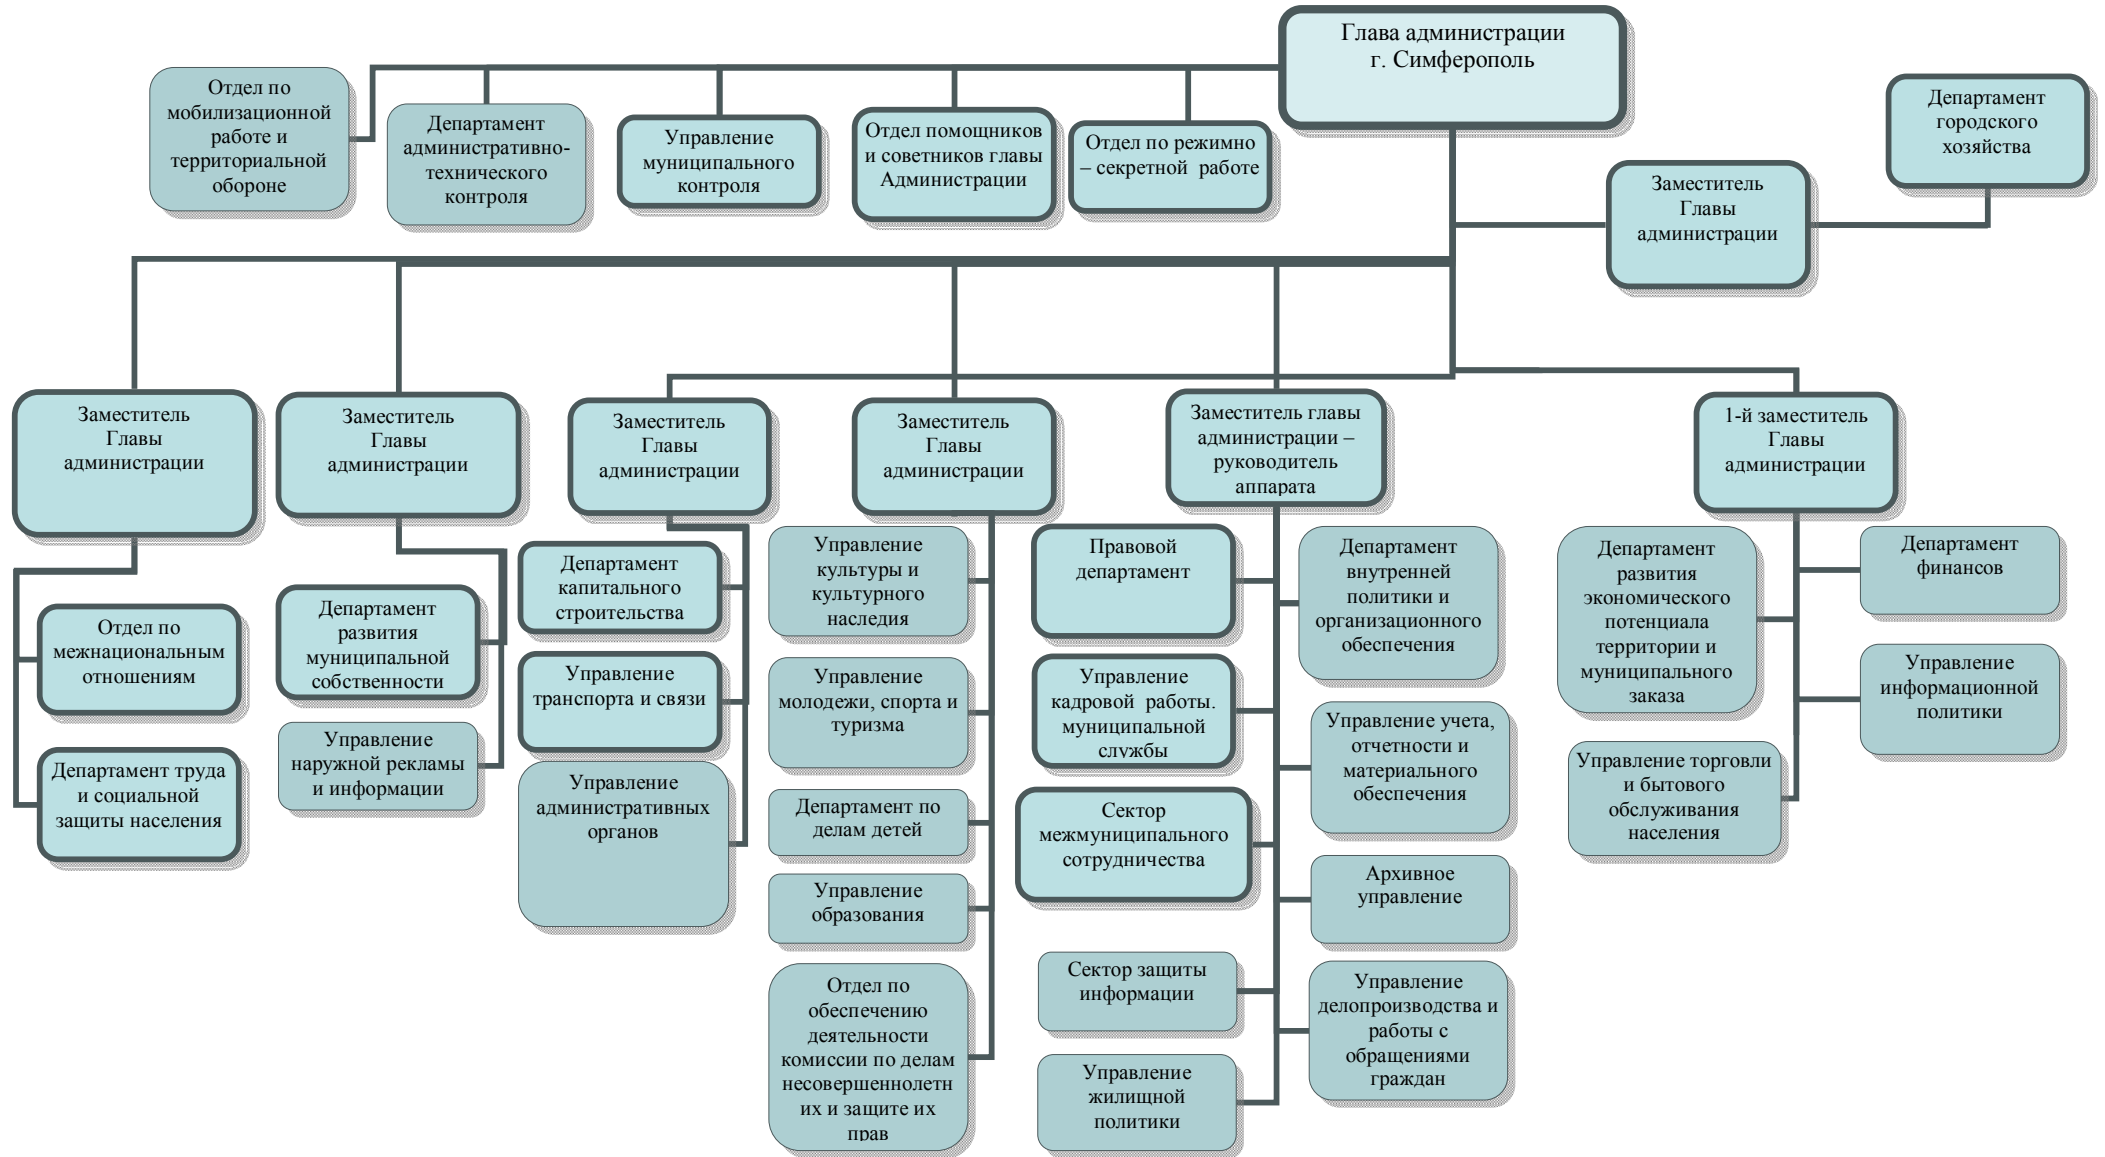 Глава администрации
г. Симферополь
Отдел по
мобилизационной
работе и
территориальной
обороне
Департамент
административно-
технического
контроля
Управление
муниципального
контроля
Отдел помощников
и советников главы
Администрации
Отдел по режимно
– секретной работе
Заместитель
Главы
администрации
Департамент
городского
хозяйства
Заместитель
Главы
администрации
Заместитель
Главы
администрации
Заместитель
Главы
администрации
Заместитель
Главы
администрации
Заместитель главы
администрации –
руководитель
аппарата
1-й заместитель
Главы
администрации
Отдел по
межнациональным
отношениям
Департамент труда
и социальной
защиты населения
Департамент
развития
муниципальной
собственности
Управление
наружной рекламы
и информации
Департамент
капитального
строительства
Управление
транспорта и связи
Управление
административных
органов
Управление
культуры и
культурного
наследия
Управление
молодежи, спорта и
туризма
Департамент по
делам детей
Управление
образования
Отдел по
обеспечению
деятельности
комиссии по делам
несовершеннолетн
их и защите их
прав
Правовой
департамент
Управление
кадровой работы.
муниципальной
службы
Сектор
межмуниципального
сотрудничества
Сектор защиты
информации
Управление
жилищной
политики
Департамент
внутренней
политики и
организационного
обеспечения
Управление учета,
отчетности и
материального
обеспечения
Архивное
управление
Управление
делопроизводства и
работы с
обращениями
граждан
Департамент
развития
экономического
потенциала
территории и
муниципального
заказа
Управление торговли
и бытового
обслуживания
населения
Департамент
финансов
Управление
информационной
политики